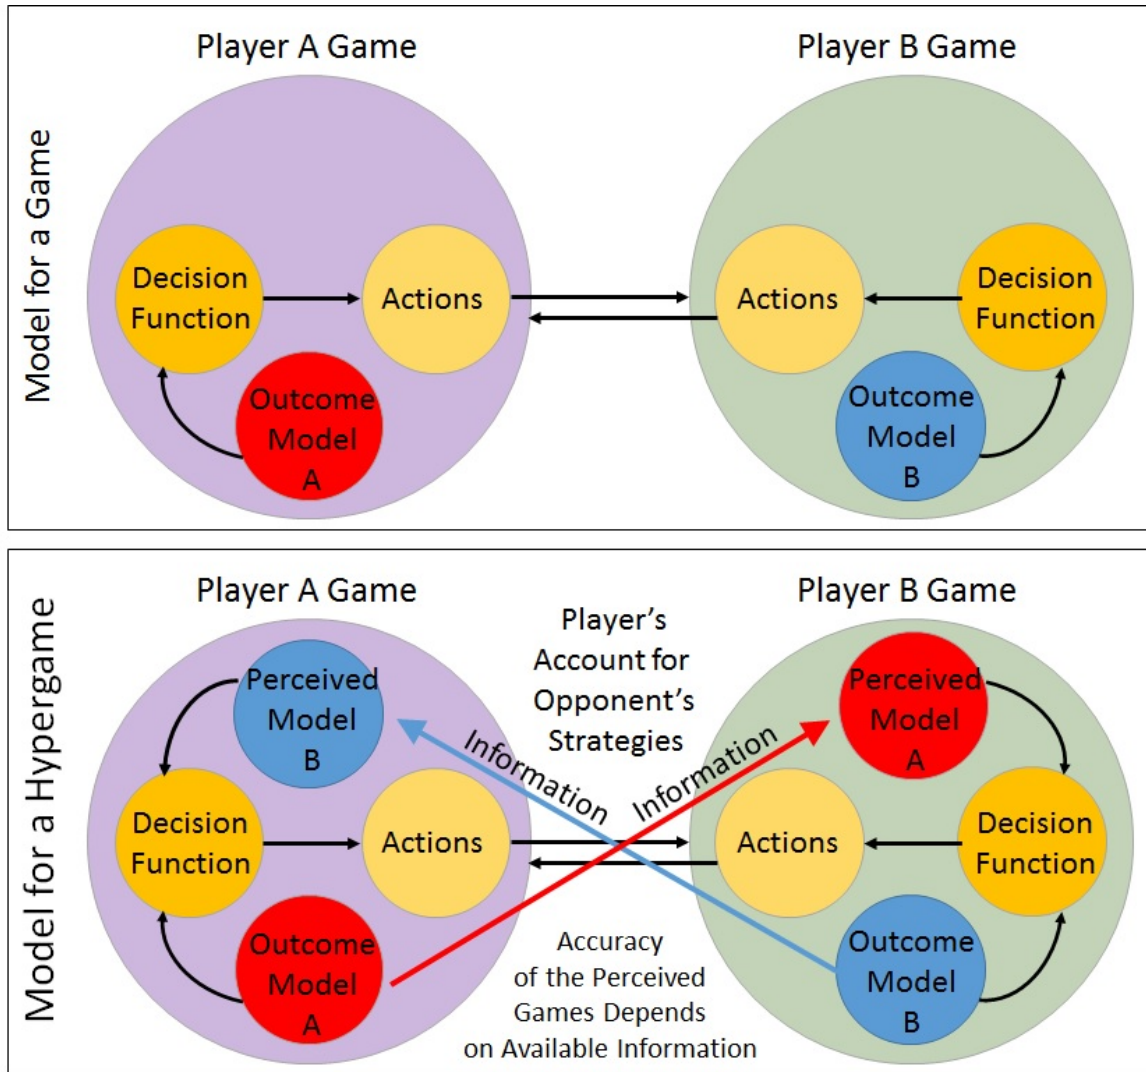 Player A Game
Player B Game
Model for a Game
Decision
Function
Actions
Outcome
Model
A
Actions
Decision
Function
Outcome
Model
B
Player A Game
Player B Game
Model for a Hypergame
Perceived
Model
B
Player's
Account for
Opponent's
Strategies
Perceived
Model
A
Information
Information
Decision
Function
Actions
Actions
Decision
Function
Outcome
Model
A
Accuracy
of the Perceived
Games Depends
on Available Information
Outcome
Model
B